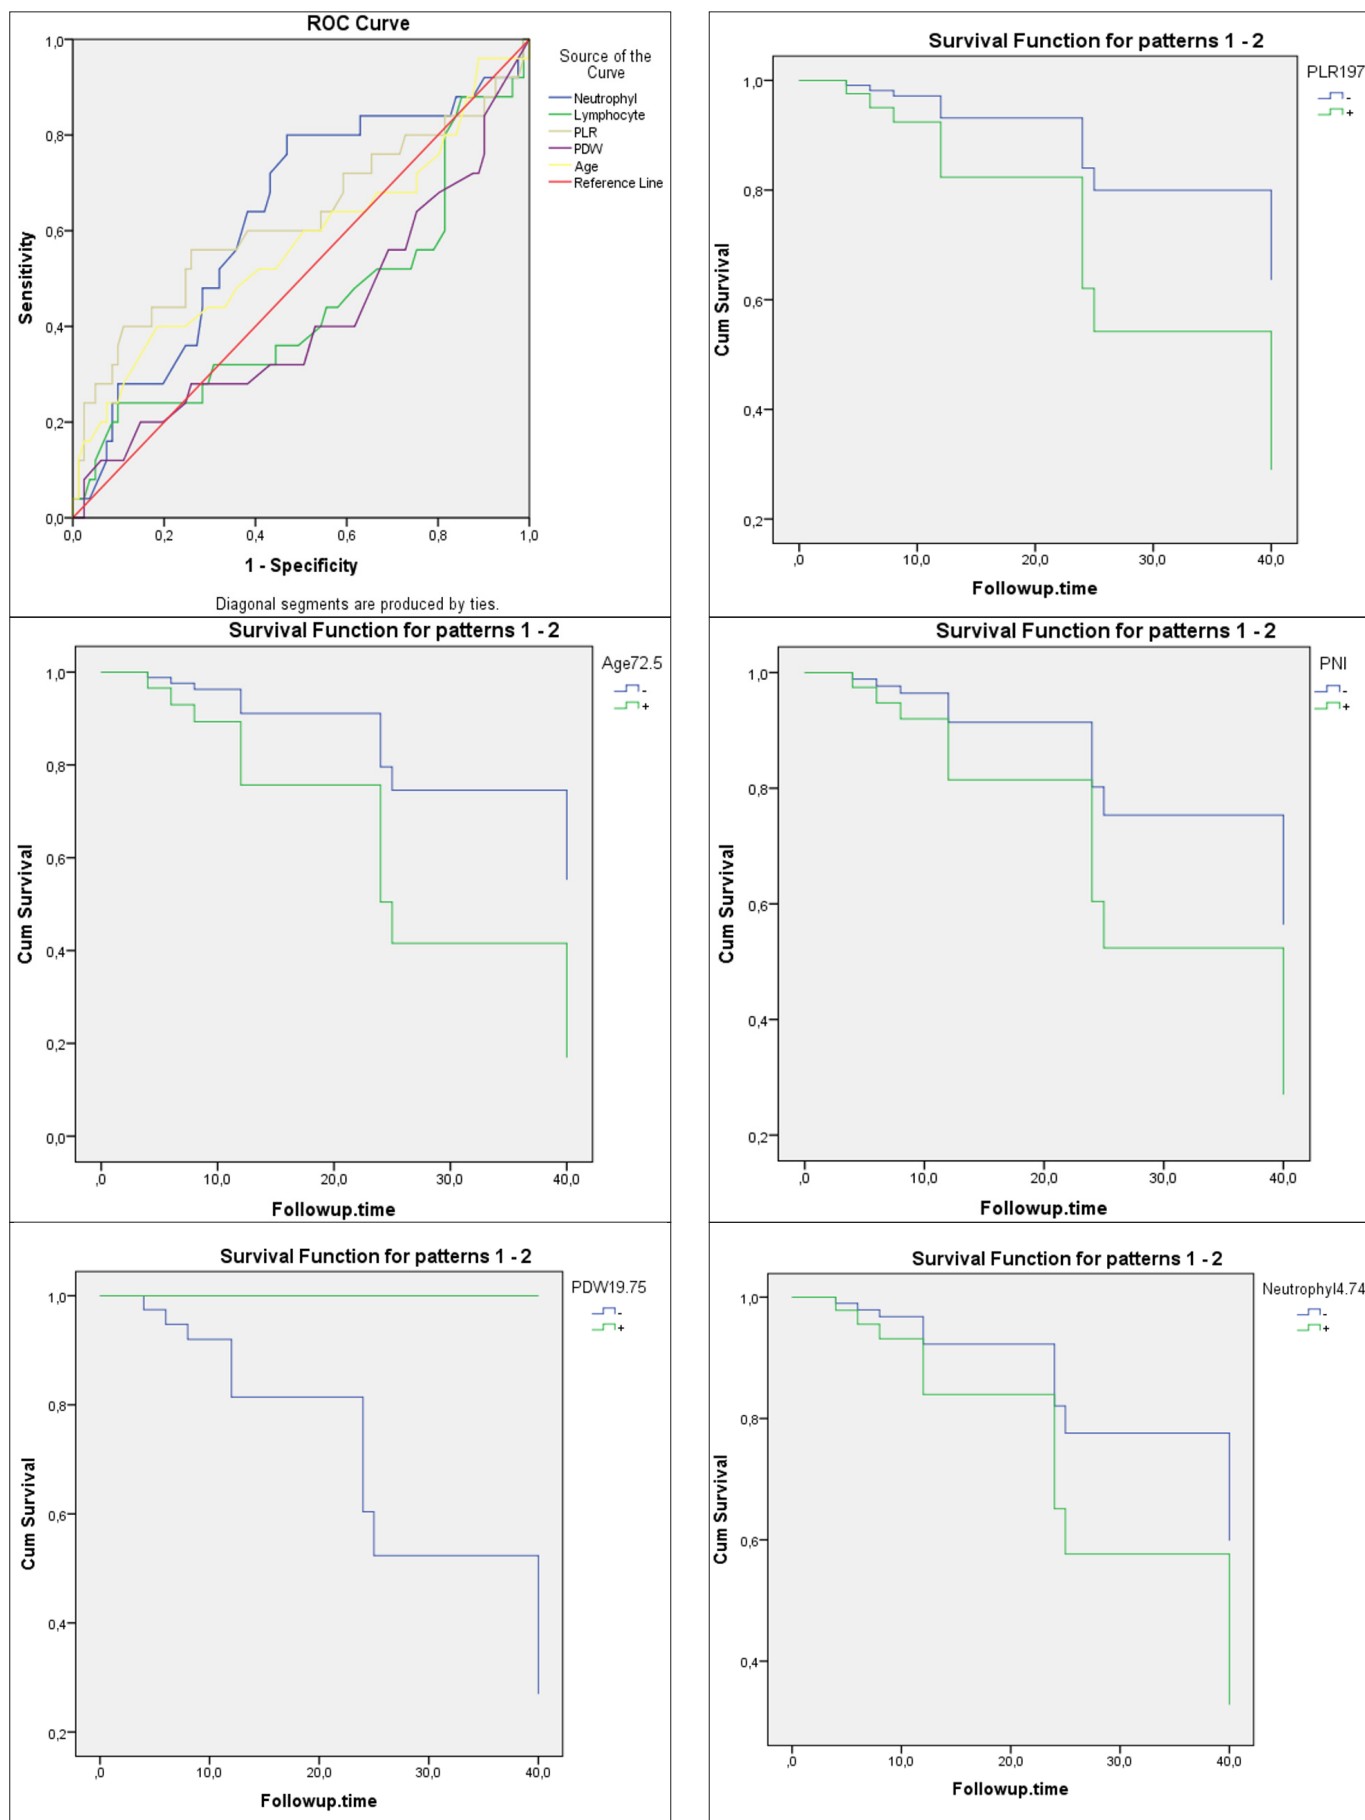 ROC Curve
1,0
0,8
0,6
0,4
0,2
0,0
0,0 0,2 0,4 0,6 0,8 1,0
Sensitivity
1 - Specificity
Source of the
Curve
Neutrophyl
Lymphocyte
PLR
PDW
Age
Reference Line
Diagonal segments are produced by ties.
Survival Function for patterns 1 - 2
PLR197
-
+
1,0
0,8
0,6
0,4
0,2
,0 10,0 20,0 30,0 40,0
Cum Survival
Followup.time
Survival Function for patterns 1 - 2
Age72.5
-
+
1,0
0,8
0,6
0,4
0,2
0,0
,0 10,0 20,0 30,0 40,0
Cum Survival
Followup.time
Survival Function for patterns 1 - 2
PNI
-
+
1,0
0,8
0,6
0,4
0,2
,0 10,0 20,0 30,0 40,0
Cum Survival
Followup.time
Survival Function for patterns 1 - 2
PDW19.75
-
+
1,0
0,8
0,6
0,4
0,2
,0 10,0 20,0 30,0 40,0
Cum Survival
Followup.time
Survival Function for patterns 1 - 2
Neutrophyl4.74
-
+
1,0
0,8
0,6
0,4
,0 10,0 20,0 30,0 40,0
Cum Survival
Followup.time